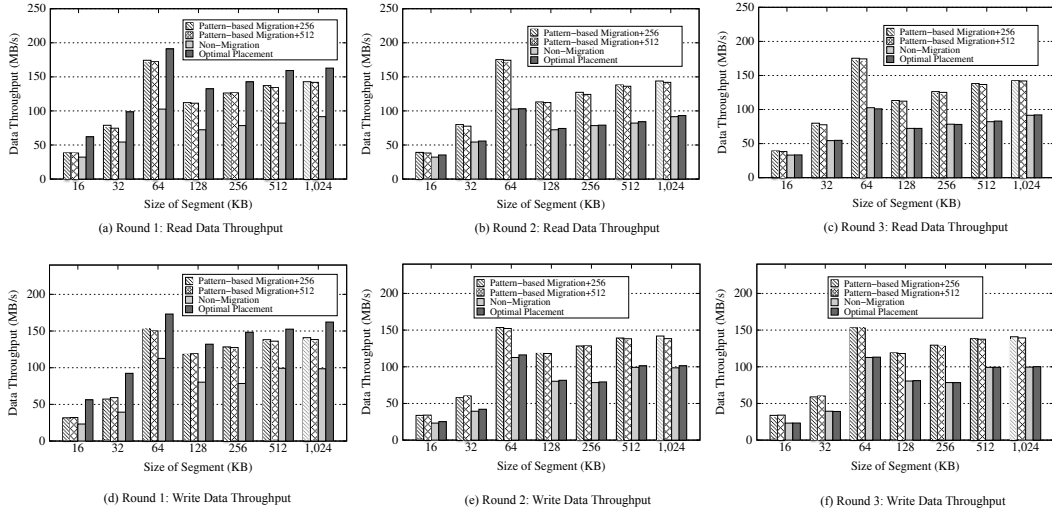 250
200
150
100
50
0
Data Throughput (MB/s)
Pattern-based Migration+256
Pattern-based Migration+512
Non-Migration
Optimal Placement
16 32 64 128 256 512 1,024
Size of Segment (KB)
(a) Round 1: Read Data Throughput
250
200
150
100
50
0
Data Throughput (MB/s)
Pattern-based Migration+256
Pattern-based Migration+512
Non-Migration
Optimal Placement
16 32 64 128 256 512 1,024
Size of Segment (KB)
(b) Round 2: Read Data Throughput
250
200
150
100
50
0
Data Throughput (MB/s)
Pattern-based Migration+256
Pattern-based Migration+512
Non-Migration
Optimal Placement
16 32 64 128 256 512 1,024
Size of Segment (KB)
(c) Round 3: Read Data Throughput
200
150
100
50
0
Data Throughput (MB/s)
Pattern-based Migration+256
Pattern-based Migration+512
Non-Migration
Optimal Placement
16 32 64 128 256 512 1,024
Size of Segment (KB)
(d) Round 1: Write Data Throughput
200
150
100
50
0
Data Throughput (MB/s)
Pattern-based Migration+256
Pattern-based Migration+512
Non-Migration
Optimal Placement
16 32 64 128 256 512 1,024
Size of Segment (KB)
(e) Round 2: Write Data Throughput
200
150
100
50
0
Data Throughput (MB/s)
Pattern-based Migration+256
Pattern-based Migration+512
Non-Migration
Optimal Placement
16 32 64 128 256 512 1,024
Size of Segment (KB)
(f) Round 3: Write Data Throughput